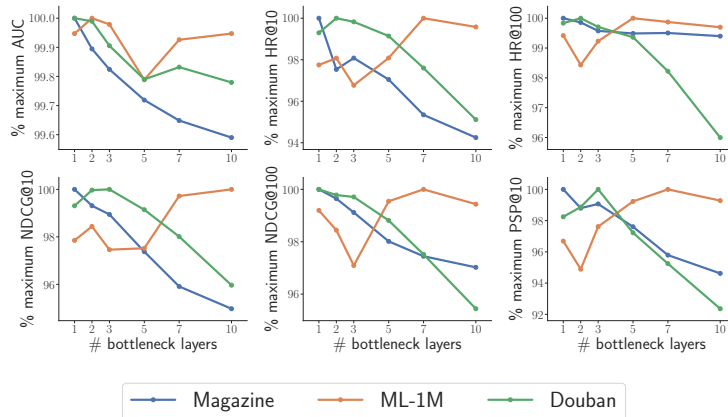 % maximum AUC
100.0
99.8
99.6
1 2 3 5 7 10
% maximum HR@10
100
98
96
94
1 2 3 5 7 10
% maximum HR@100
100
99
98
97
96
1 2 3 5 7 10
% maximum NDCG@10
100
98
96
1 2 3 5 7 10
# bottleneck layers
% maximum NDCG@100
100
98
96
1 2 3 5 7 10
# bottleneck layers
% maximum PSP@10
100
98
96
94
92
1 2 3 5 7 10
# bottleneck layers
Magazine ML-1M Douban